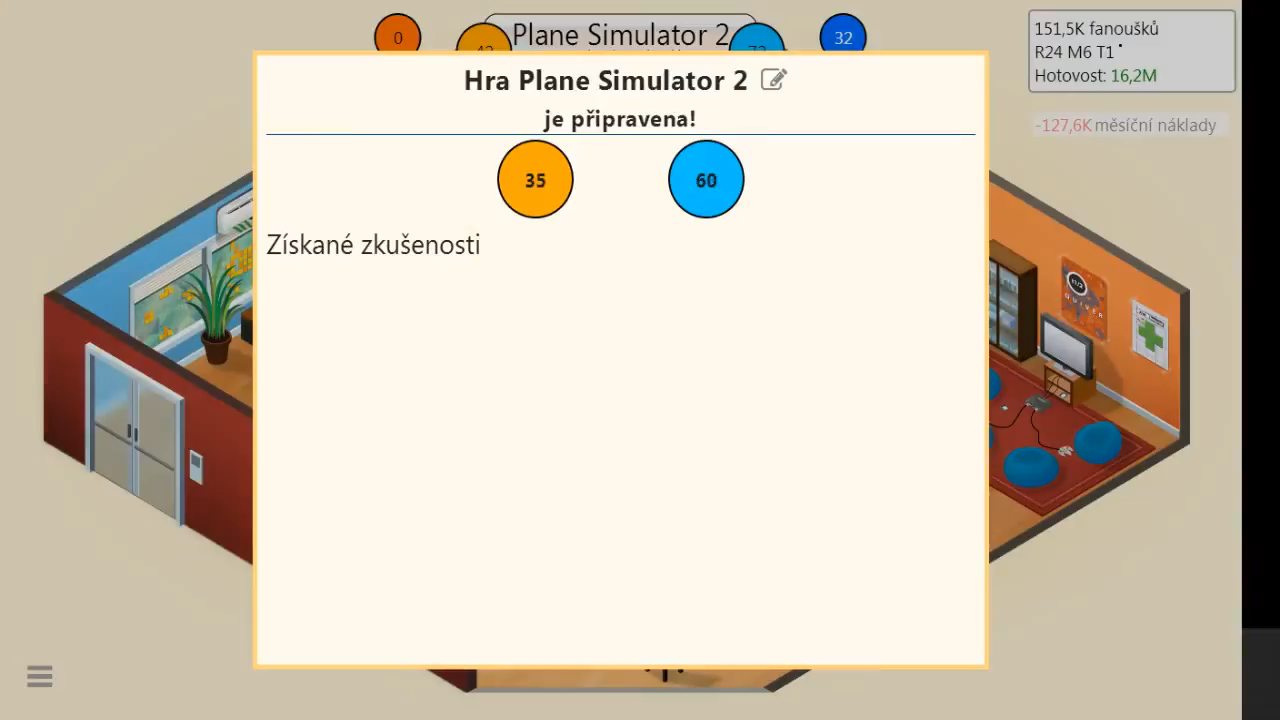 0
Plane Simulator 2
32
151,5K fanoušků
R24 M6 T1
Hotovost: 16,2M
-127,6K měsíční náklady
Hra Plane Simulator 2
je připravena!
35
60
Získané zkušenosti